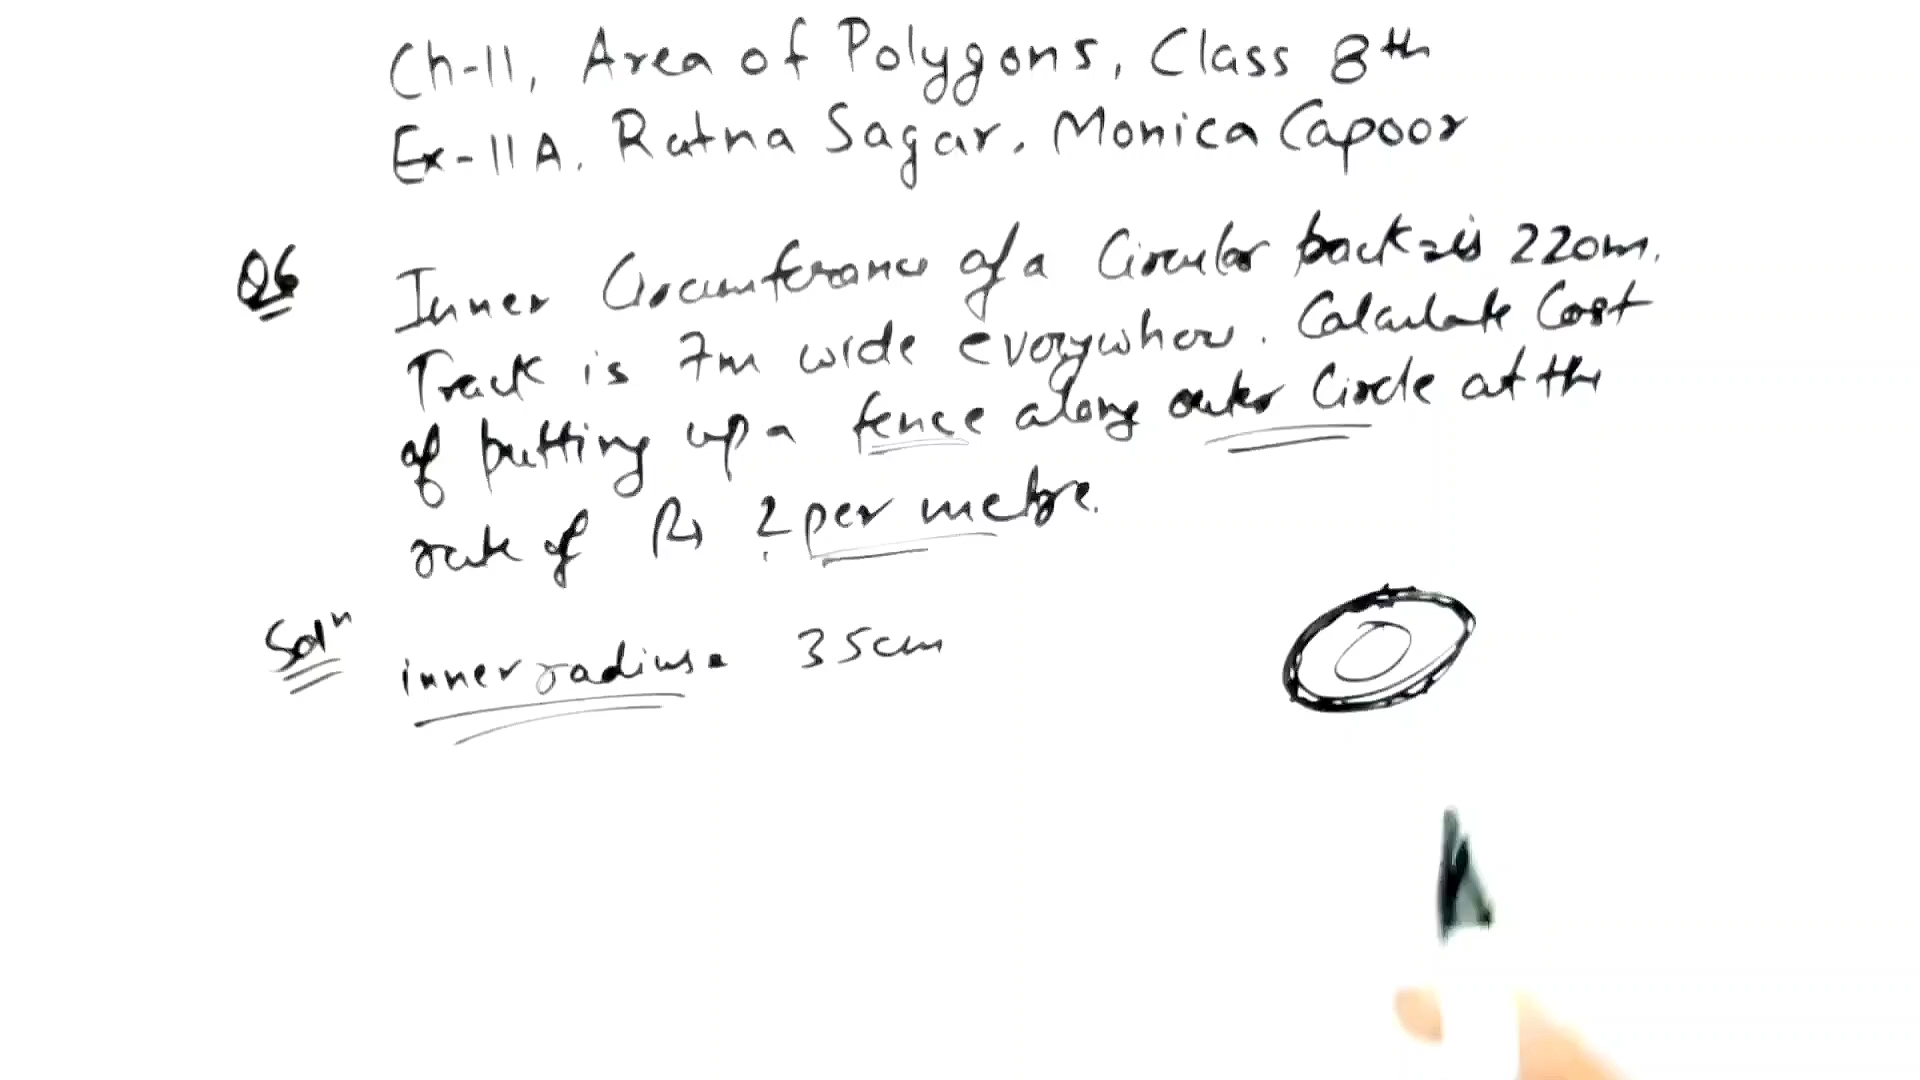 Ch-11, Area of Polygons, Class 8th
Ex-11A. Ratna Sagar. Monica Capoor
Q6 Inner Circumference of a Circular is 220m.
Track is 7m wide everywhere. Calculate Cost
of putting up a fence along outer Circle at the
rate of Rs 2 per metre.
Soln inner radius = 35cm